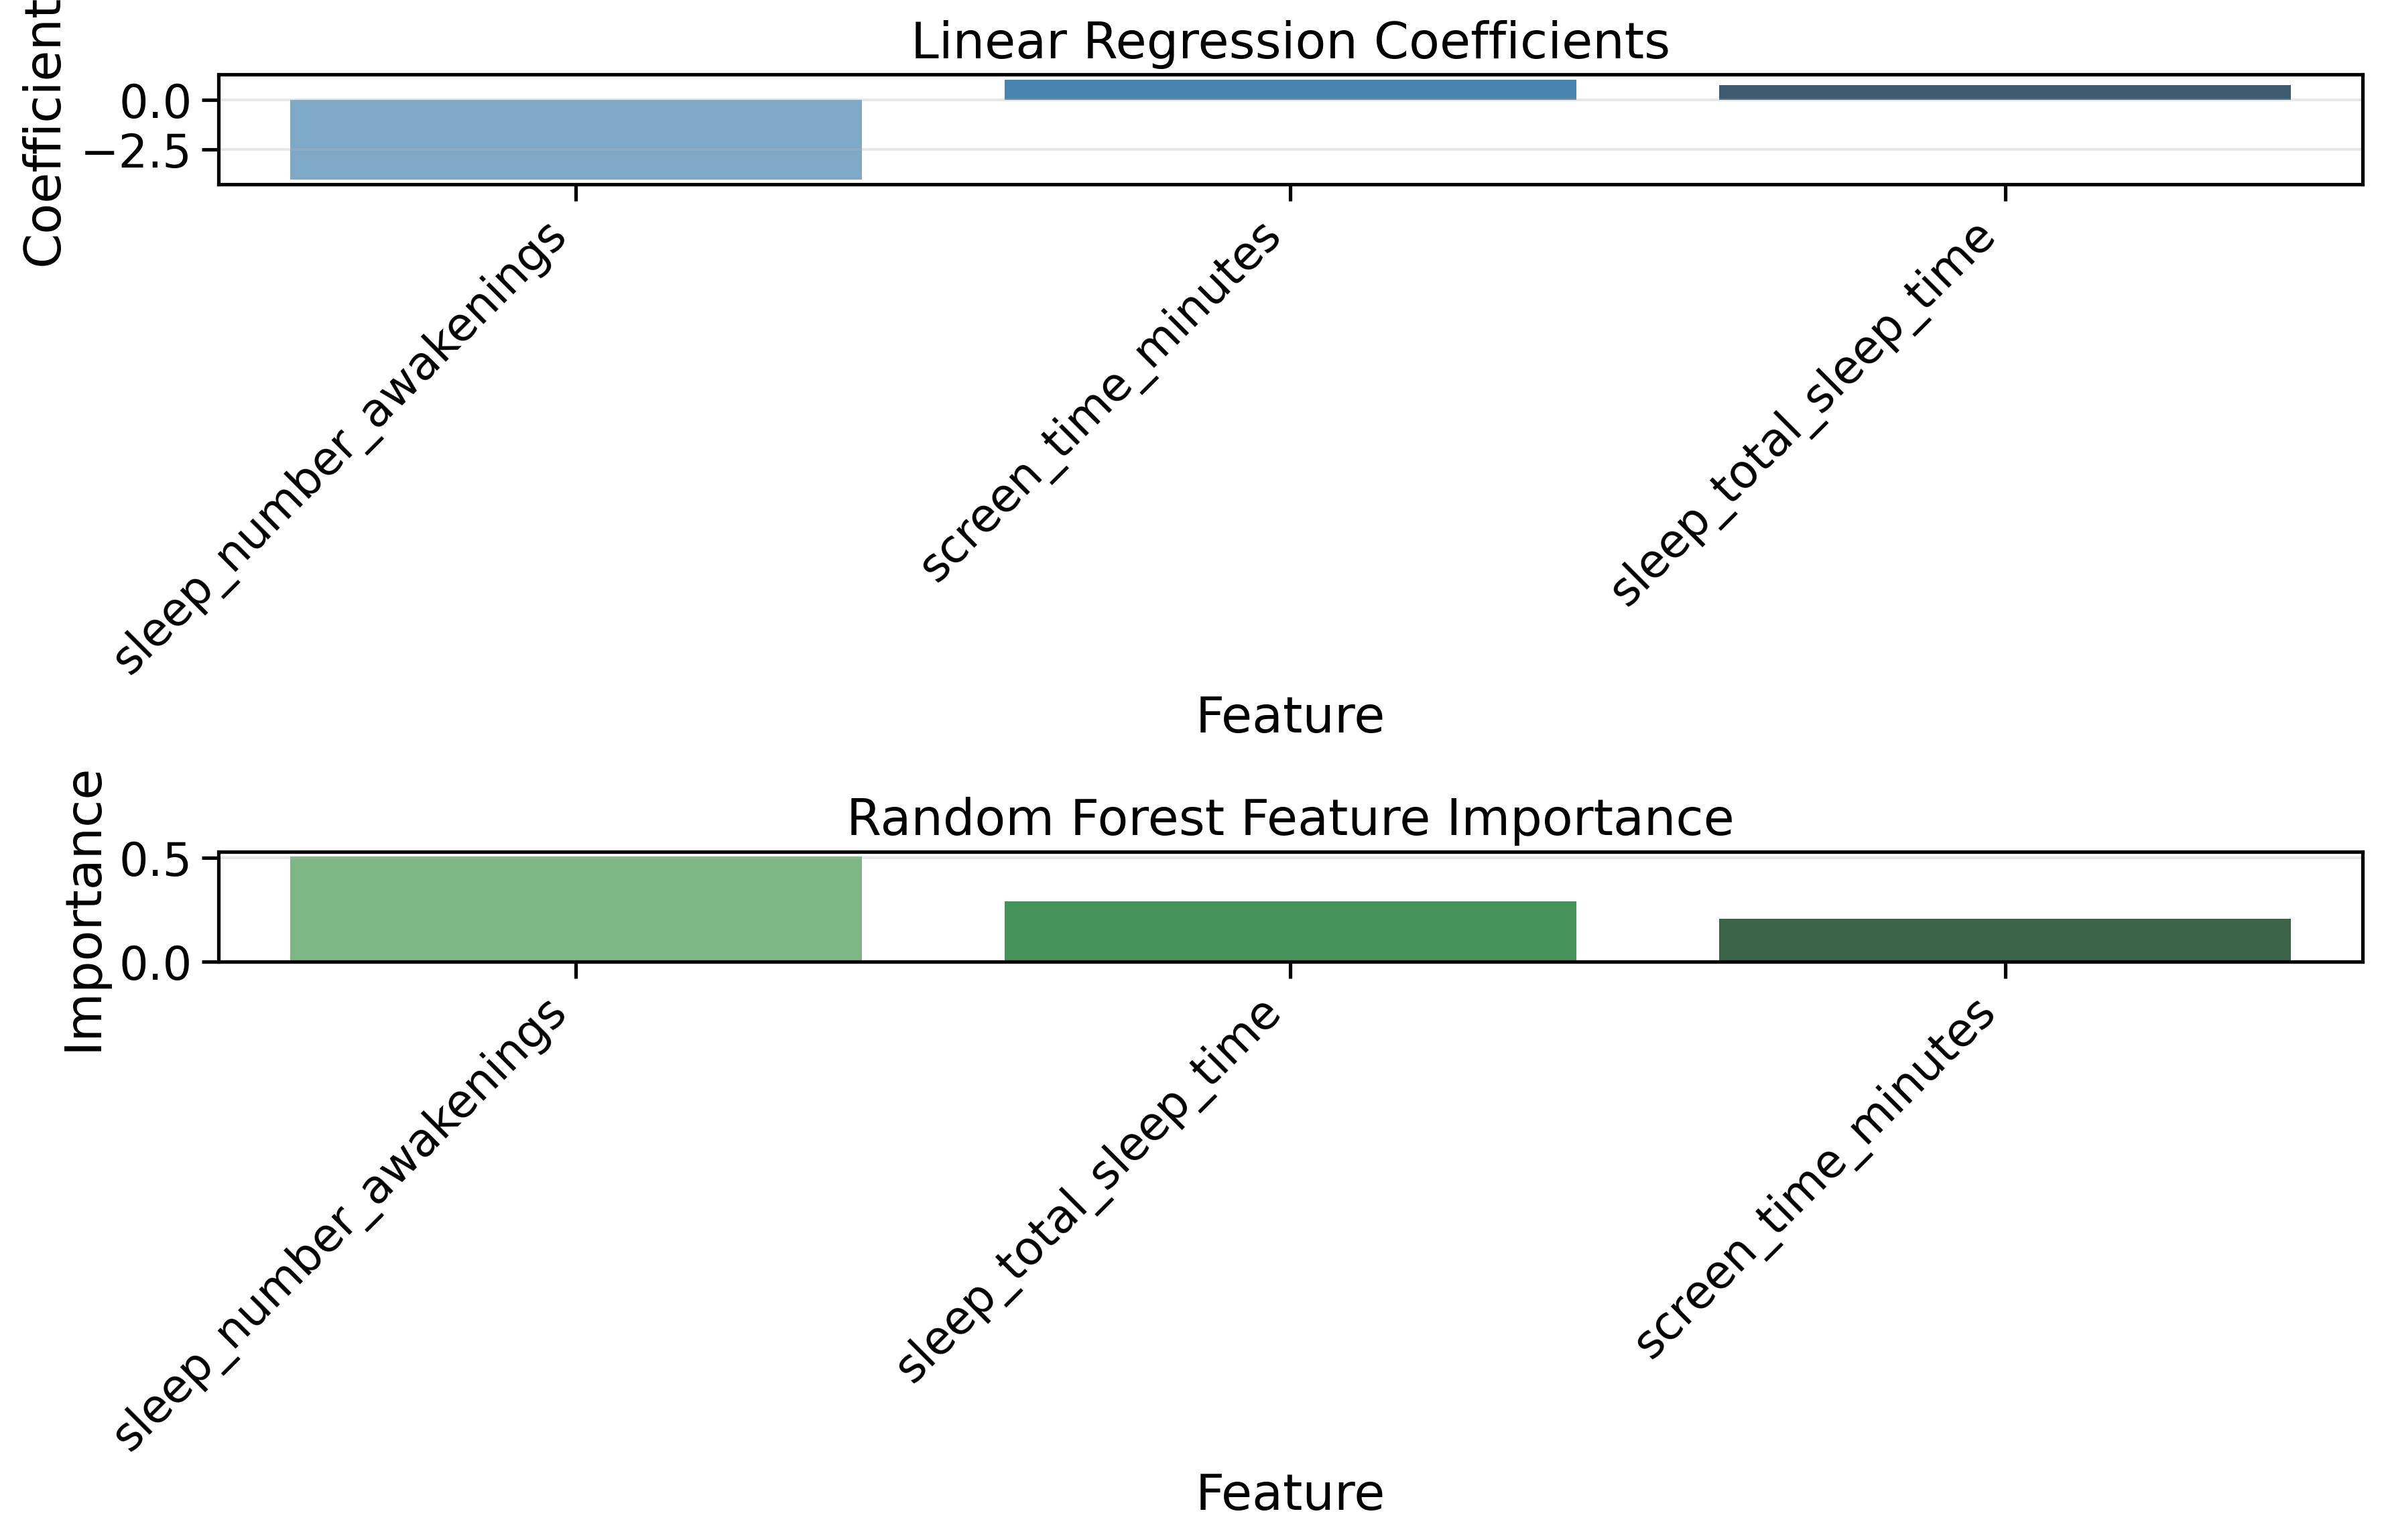 Linear Regression Coefficients
Coefficient
0.0
−2.5
sleep_number_awakenings
screen_time_minutes
sleep_total_sleep_time
Feature
Random Forest Feature Importance
Importance
0.5
0.0
sleep_number_awakenings
sleep_total_sleep_time
screen_time_minutes
Feature